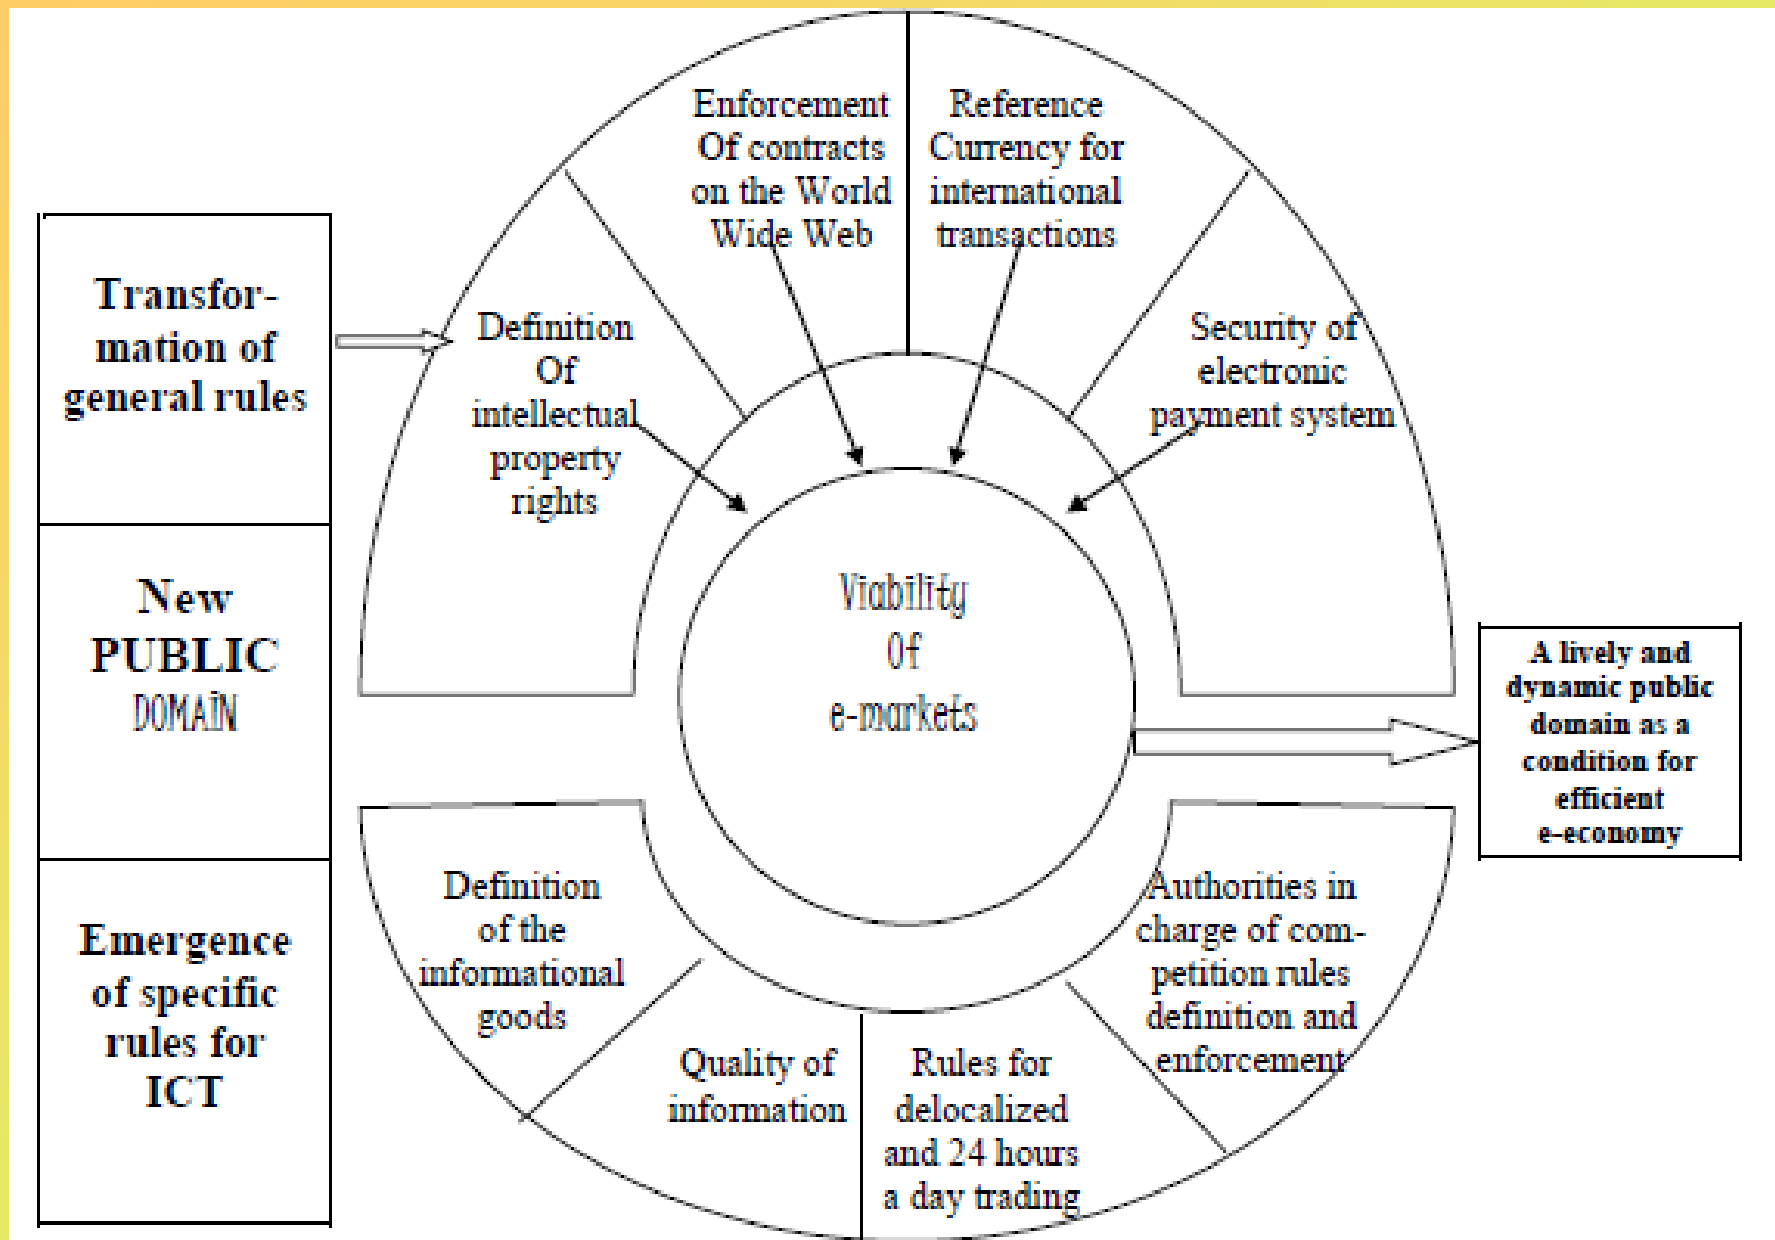 Transfor-
mation of
general rules
New
PUBLIC
DOMAIN
Emergence
of specific
rules for
ICT
Definition
Of
intellectual
property
rights
Enforcement
Of contracts
on the World
Wide Web
Reference
Currency for
international
transactions
Security of
electronic
payment system
Viability
Of
e-markets
Definition
of the
informational
goods
Quality of
information
Rules for
delocalized
and 24 hours
a day trading
Authorities in
charge of com-
petition rules
definition and
enforcement
A lively and
dynamic public
domain as a
condition for
efficient
e-economy